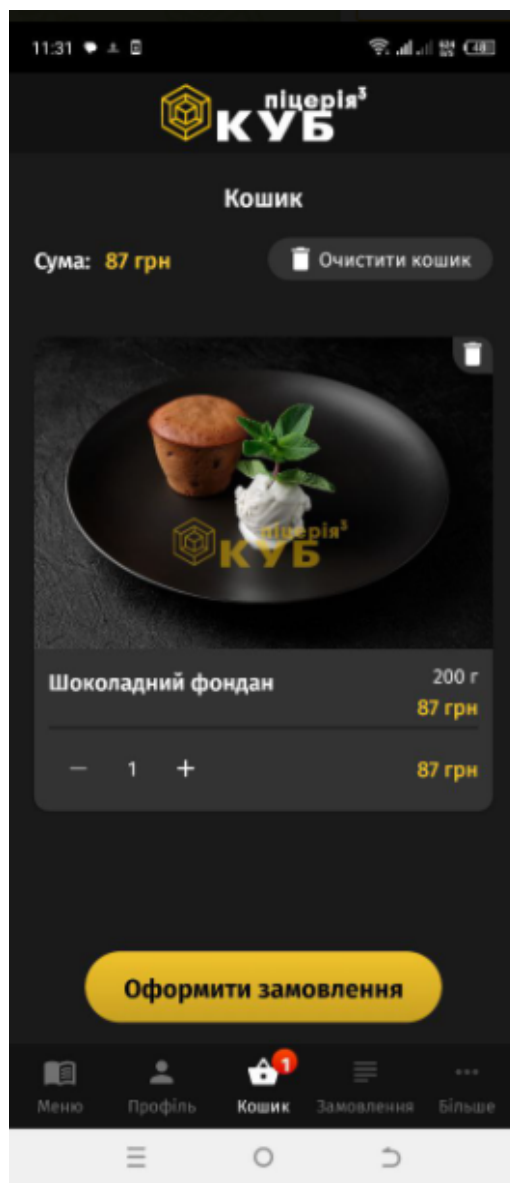 11:31
48
піцерія³
КУБ
Кошик
Сума: 87 грн
Очистити кошик
піцерія³
КУБ
Шоколадний фондан
200 г
87 грн
− 1 +
87 грн
Оформити замовлення
1
Меню
Профіль
Кошик
Замовлення
Більше